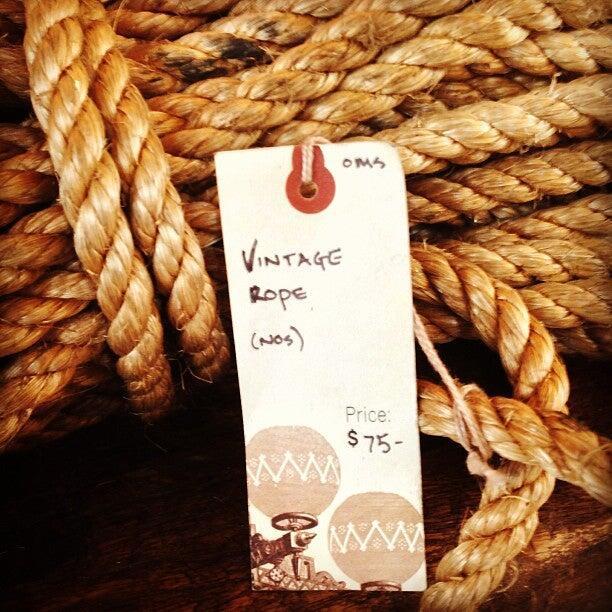 OMS
VINTAGE
ROPE
(NOS)
Price:
$75-